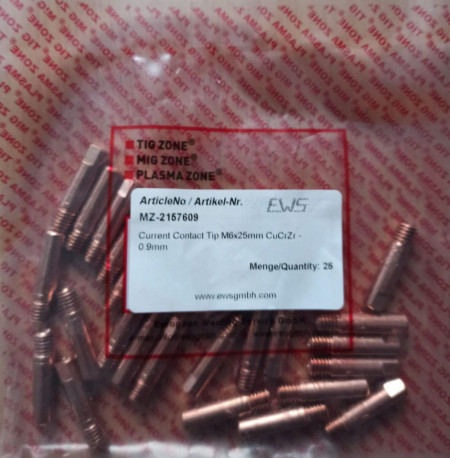 TIG ZONE®
MIG ZONE®
PLASMA ZONE®
ArticleNo / Artikel-Nr.
EWS
MZ-2157609
Current Contact Tip M6x25mm CuCrZr -
0.9mm
Menge/Quantity: 25
www.ewsgmbh.com